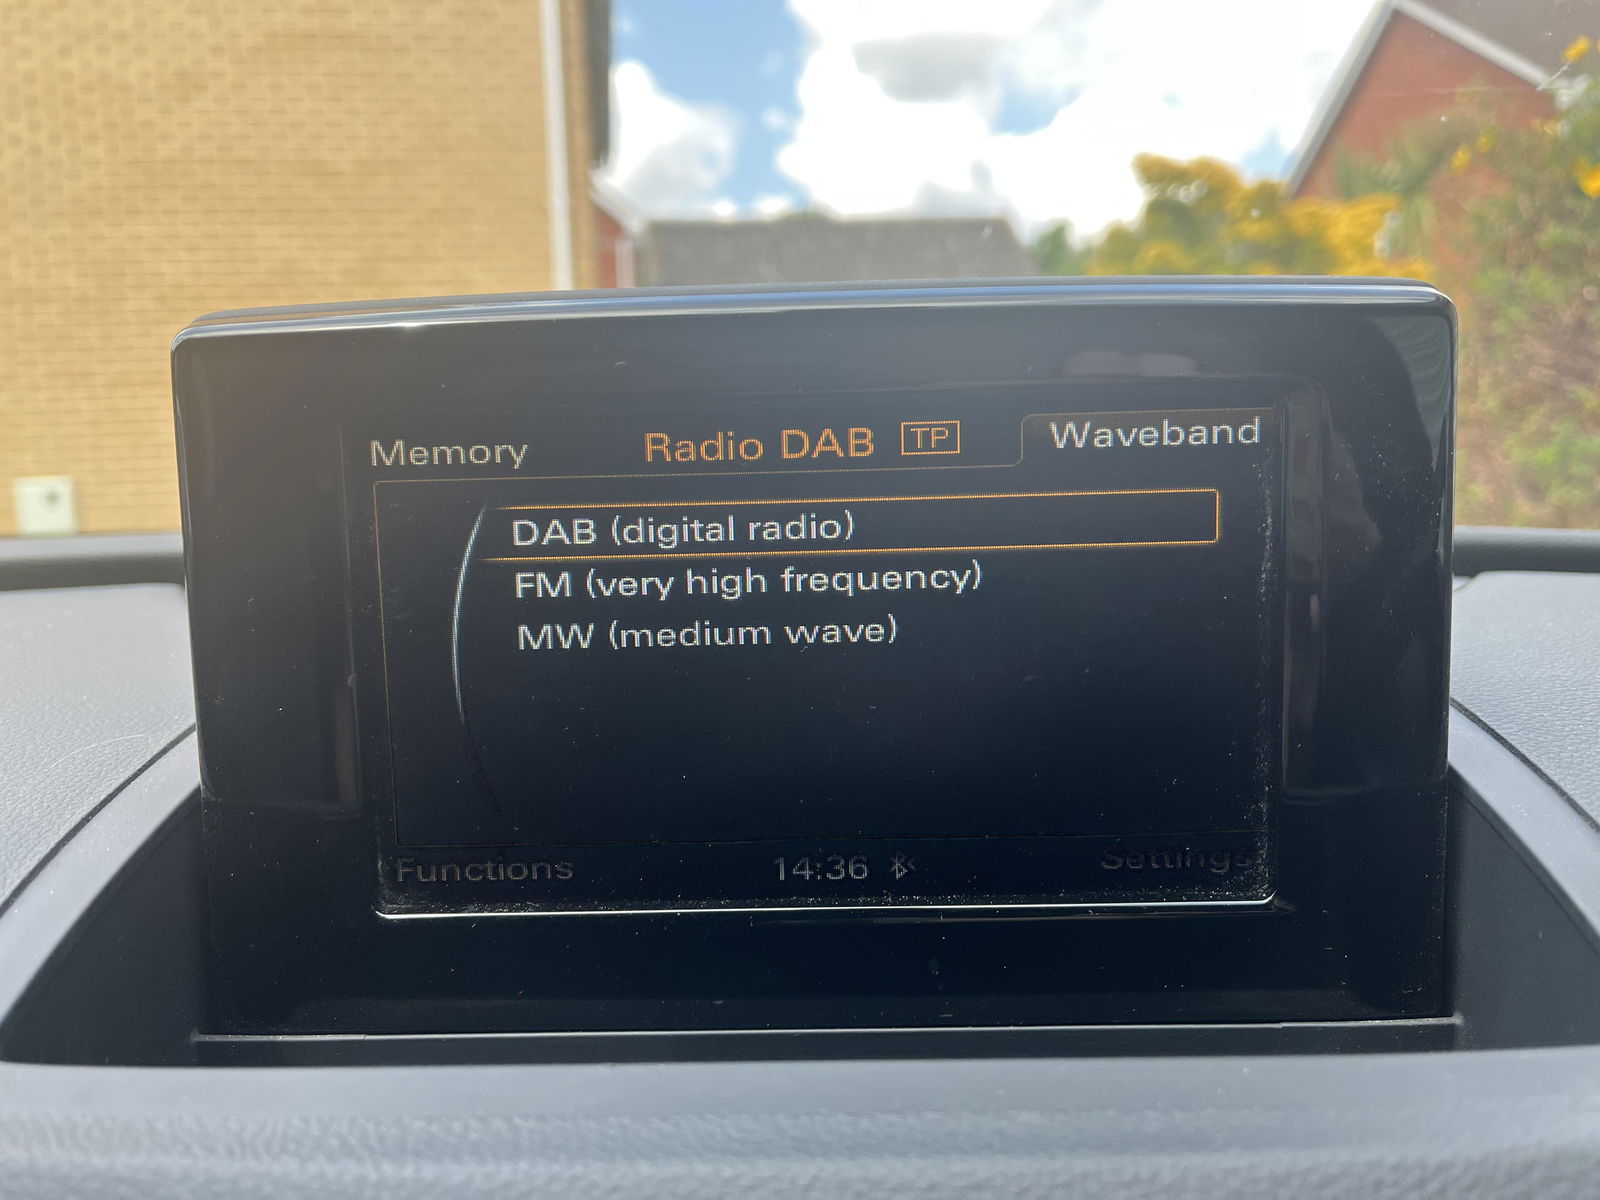 Memory Radio DAB TP Waveband
DAB (digital radio)
FM (very high frequency)
MW (medium wave)
Functions 14:36 Settings